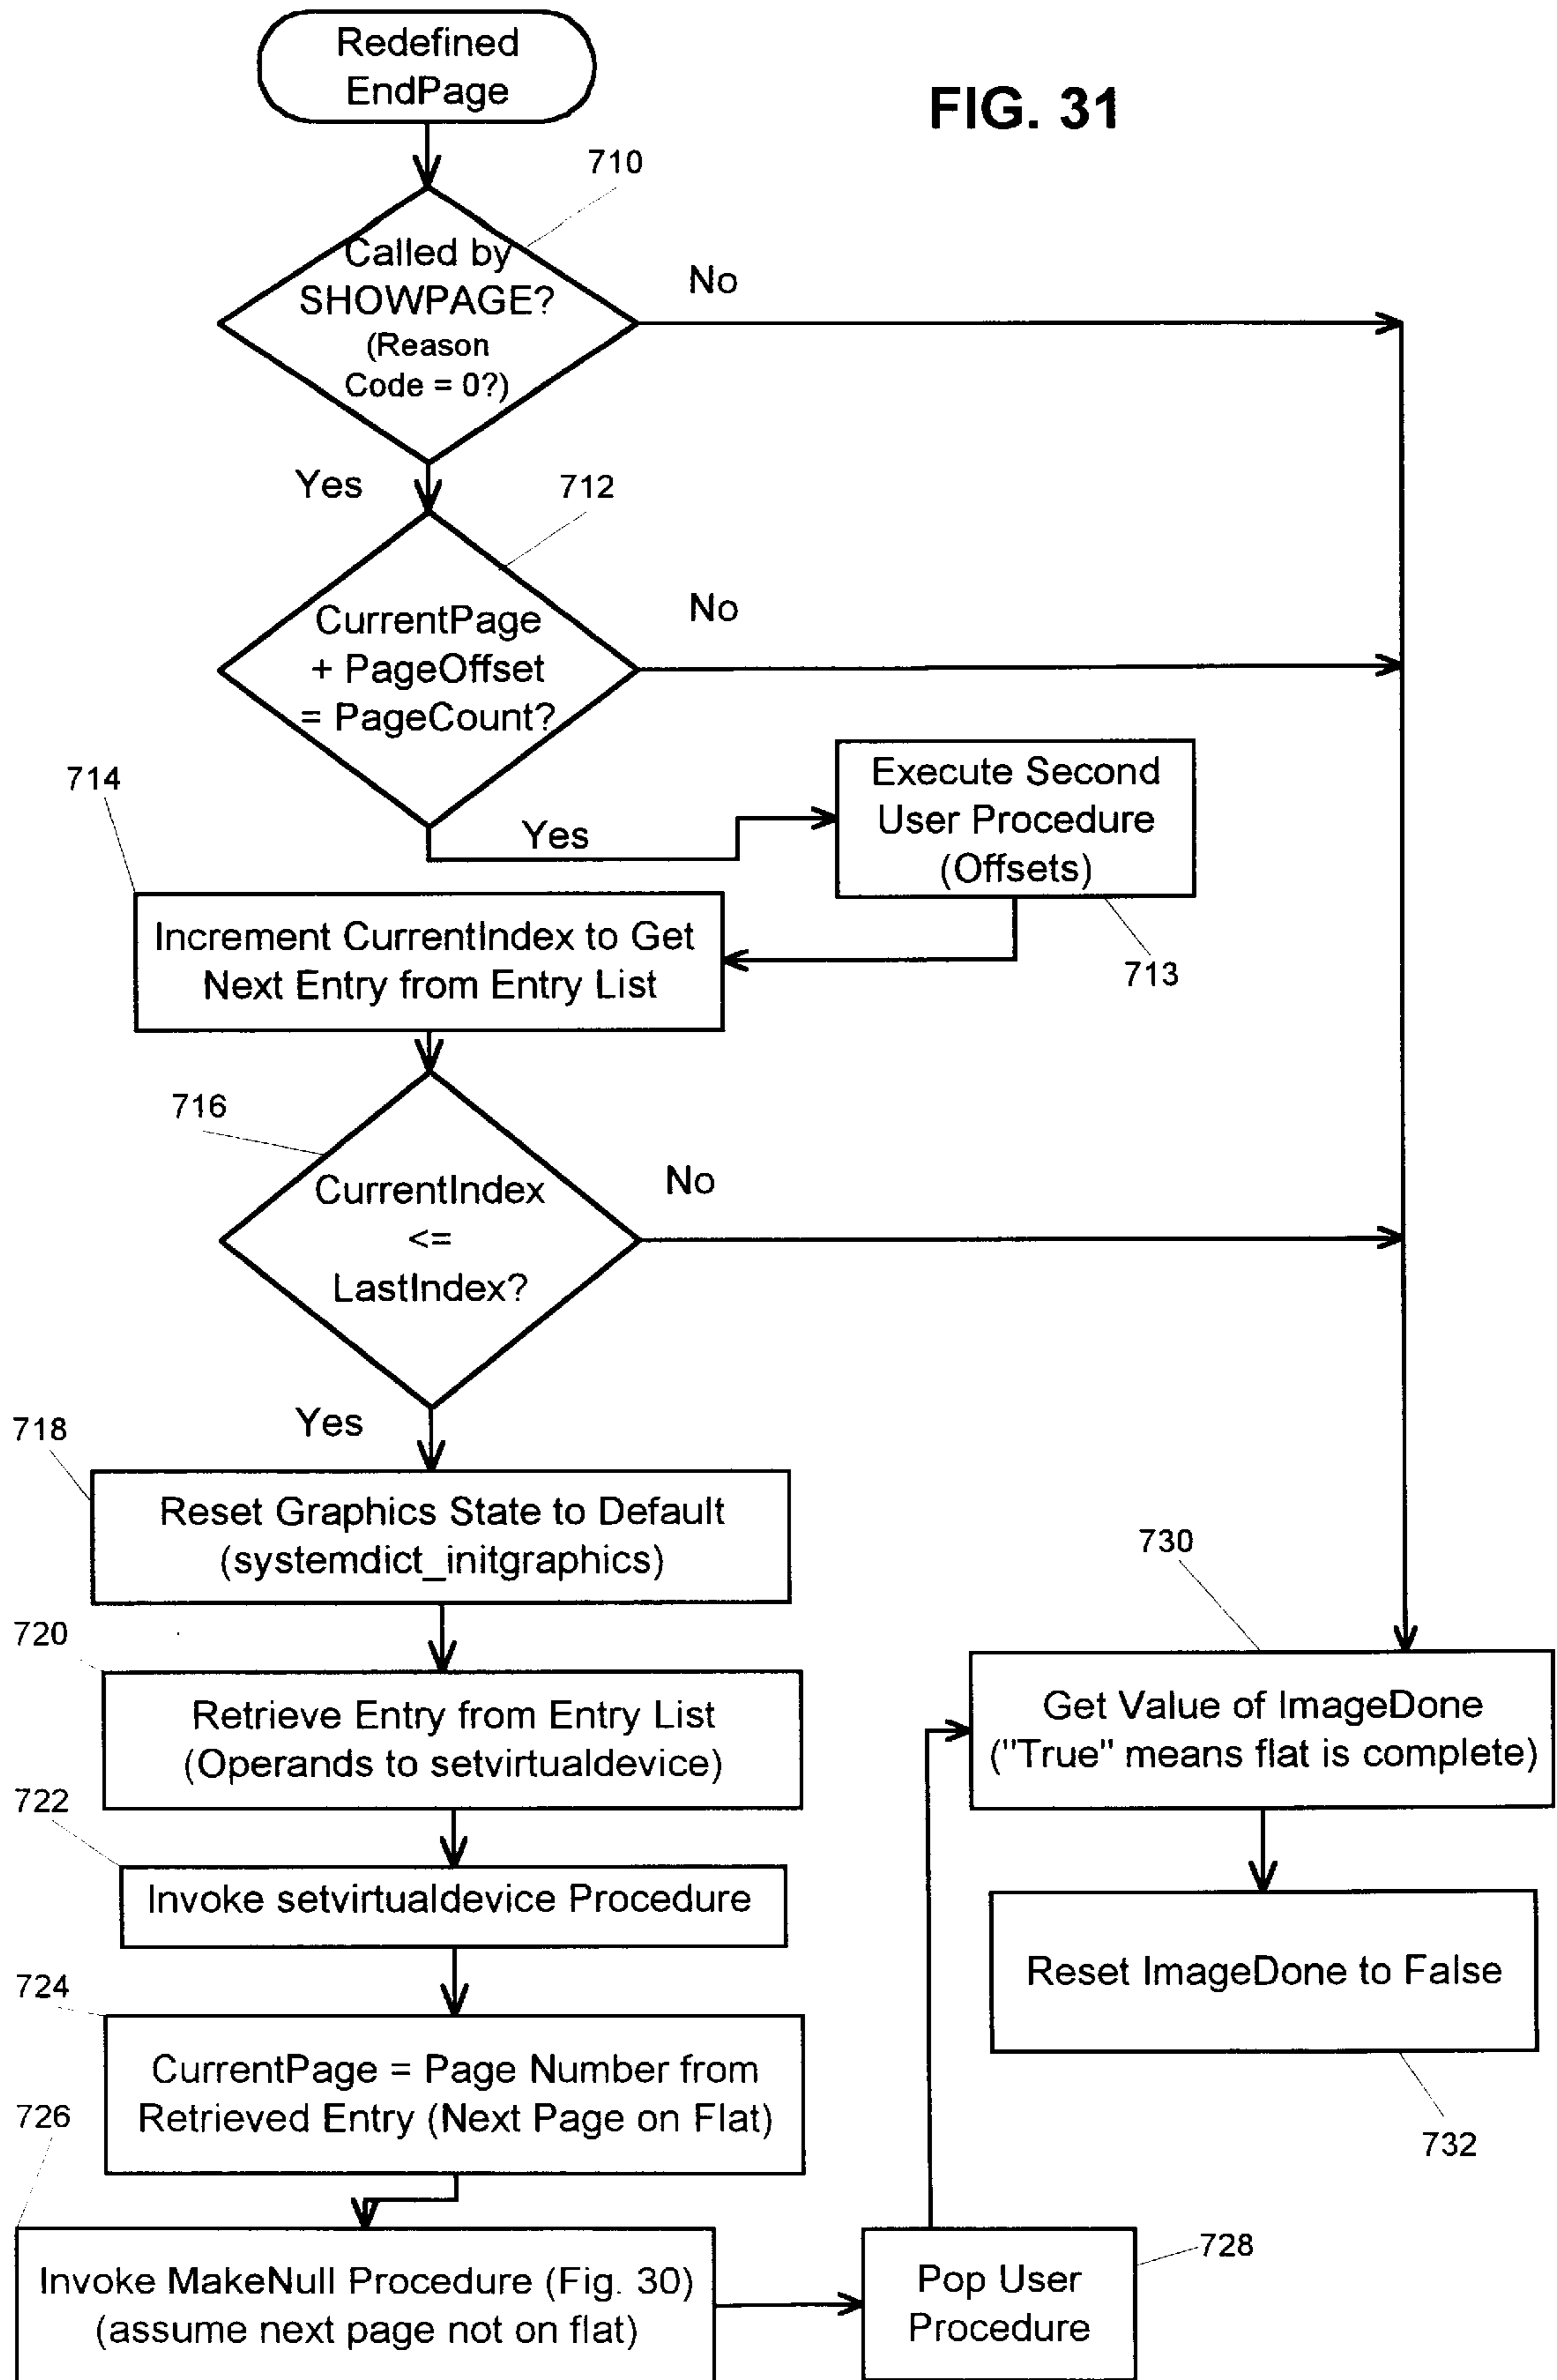 Redefined
EndPage
FIG. 31
710
Called by
SHOWPAGE?
(Reason
Code = 0?)
No
Yes
712
CurrentPage
+ PageOffset
= PageCount?
No
Yes
Execute Second
User Procedure
(Offsets)
713
714
Increment CurrentIndex to Get
Next Entry from Entry List
716
CurrentIndex
<=
LastIndex?
No
Yes
718
Reset Graphics State to Default
(systemdict_initgraphics)
720
Retrieve Entry from Entry List
(Operands to setvirtualdevice)
722
Invoke setvirtualdevice Procedure
724
CurrentPage = Page Number from
Retrieved Entry (Next Page on Flat)
726
Invoke MakeNull Procedure (Fig. 30)
(assume next page not on flat)
728
Pop User
Procedure
730
Get Value of ImageDone
("True" means flat is complete)
Reset ImageDone to False
732